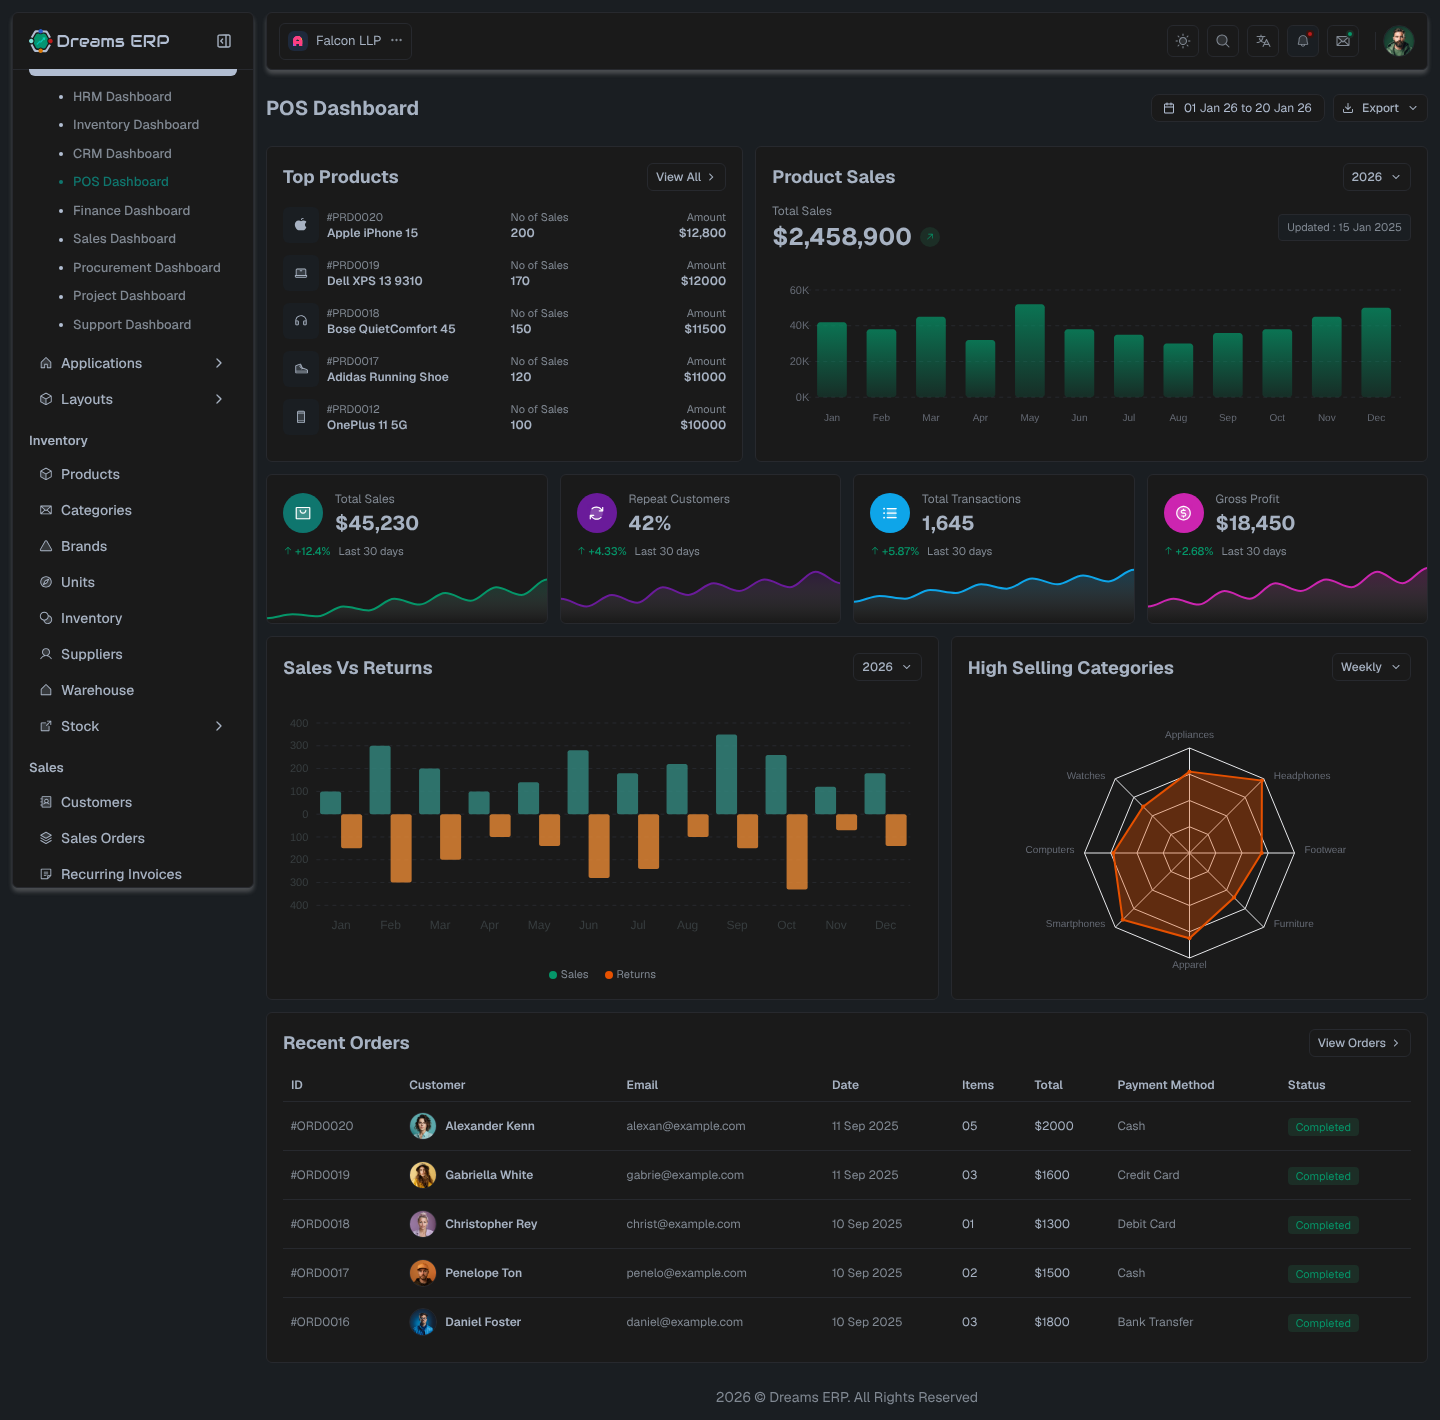 Dreams ERP
Falcon LLP
HRM Dashboard
Inventory Dashboard
CRM Dashboard
POS Dashboard
Finance Dashboard
Sales Dashboard
Procurement Dashboard
Project Dashboard
Support Dashboard
Applications
Layouts
Inventory
Products
Categories
Brands
Units
Inventory
Suppliers
Warehouse
Stock
Sales
Customers
Sales Orders
Recurring Invoices
POS Dashboard
01 Jan 26 to 20 Jan 26
Export
Top Products
View All
#PRD0020 No of Sales Amount
Apple iPhone 15 200 $12,800
#PRD0019 No of Sales Amount
Dell XPS 13 9310 170 $12000
#PRD0018 No of Sales Amount
Bose QuietComfort 45 150 $11500
#PRD0017 No of Sales Amount
Adidas Running Shoe 120 $11000
#PRD0012 No of Sales Amount
OnePlus 11 5G 100 $10000
Product Sales
2026
Total Sales
$2,458,900
Updated : 15 Jan 2025
60K
40K
20K
0K
Jan Feb Mar Apr May Jun Jul Aug Sep Oct Nov Dec
Total Sales
$45,230
+12.4% Last 30 days
Repeat Customers
42%
+4.33% Last 30 days
Total Transactions
1,645
+5.87% Last 30 days
Gross Profit
$18,450
+2.68% Last 30 days
Sales Vs Returns
2026
400
300
200
100
0
100
200
300
400
Jan Feb Mar Apr May Jun Jul Aug Sep Oct Nov Dec
Sales Returns
High Selling Categories
Weekly
Appliances
Watches Headphones
Computers Footwear
Smartphones Furniture
Apparel
Recent Orders
View Orders
ID Customer Email Date Items Total Payment Method Status
#ORD0020 Alexander Kenn alexan@example.com 11 Sep 2025 05 $2000 Cash Completed
#ORD0019 Gabriella White gabrie@example.com 11 Sep 2025 03 $1600 Credit Card Completed
#ORD0018 Christopher Rey christ@example.com 10 Sep 2025 01 $1300 Debit Card Completed
#ORD0017 Penelope Ton penelo@example.com 10 Sep 2025 02 $1500 Cash Completed
#ORD0016 Daniel Foster daniel@example.com 10 Sep 2025 03 $1800 Bank Transfer Completed
2026 © Dreams ERP. All Rights Reserved